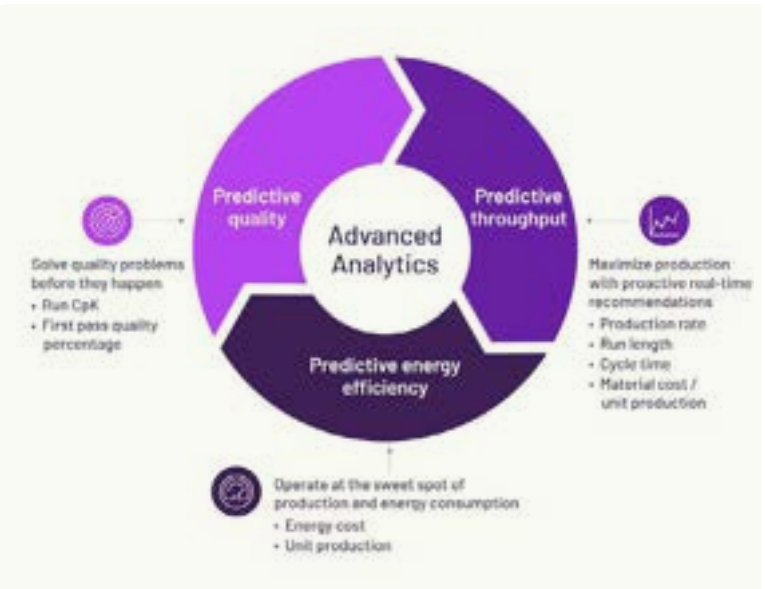 Predictive
quality
Predictive
throughput
Advanced
Analytics
Predictive energy
efficiency
Solve quality problems
before they happen
• Run CpK
• First pass quality
percentage
Maximize production
with proactive real-time
recommendations
• Production rate
• Run length
• Cycle time
• Material cost /
unit production
Operate at the sweet spot of
production and energy consumption
• Energy cost
• Unit production